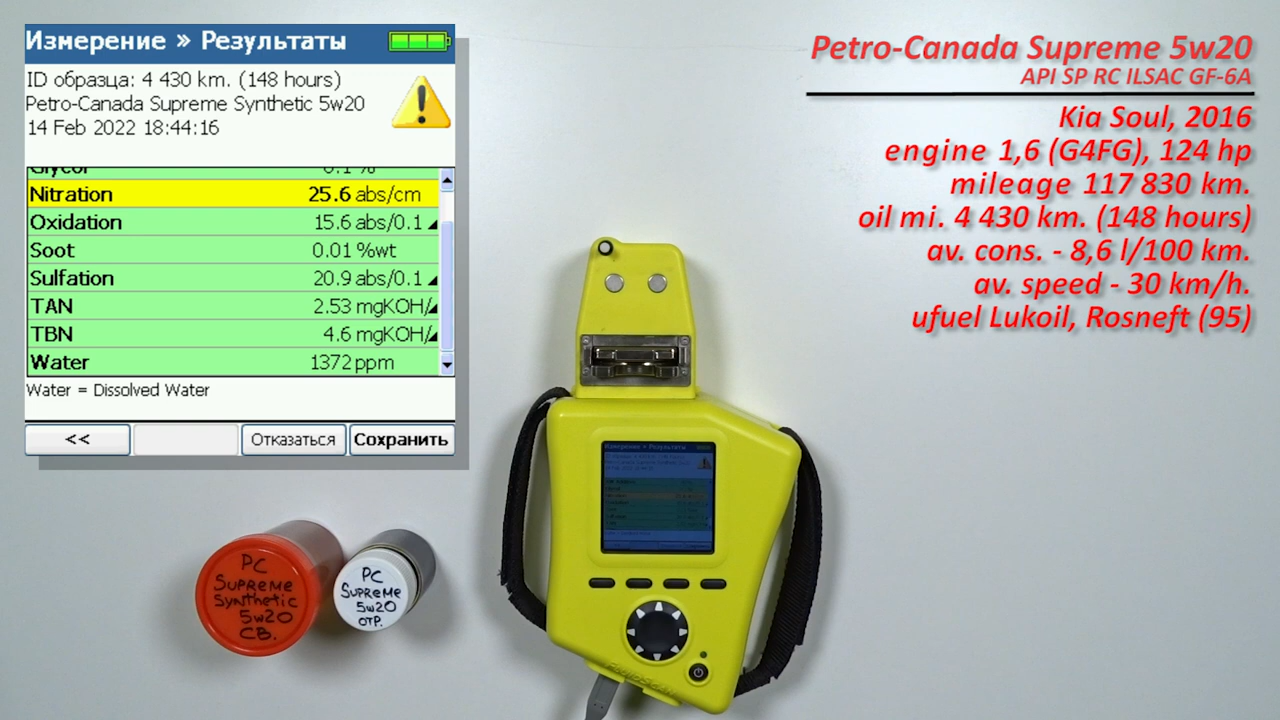 Измерение » Результаты
ID образца: 4 430 km. (148 hours)
Petro-Canada Supreme Synthetic 5w20
14 Feb 2022 18:44:16
Glycol 0.1 %
Nitration 25.6 abs/cm
Oxidation 15.6 abs/0.1
Soot 0.01 %wt
Sulfation 20.9 abs/0.1
TAN 2.53 mgKOH/
TBN 4.6 mgKOH/
Water 1372 ppm
Water = Dissolved Water
<< Отказаться Сохранить
Petro-Canada Supreme 5w20
API SP RC ILSAC GF-6A
Kia Soul, 2016
engine 1,6 (G4FG), 124 hp
mileage 117 830 km.
oil mi. 4 430 km. (148 hours)
av. cons. - 8,6 l/100 km.
av. speed - 30 km/h.
ufuel Lukoil, Rosneft (95)
Измерение » Результаты
PC
Supreme
Synthetic
5w20
СВ.
PC
Supreme
5w20
ОТР.